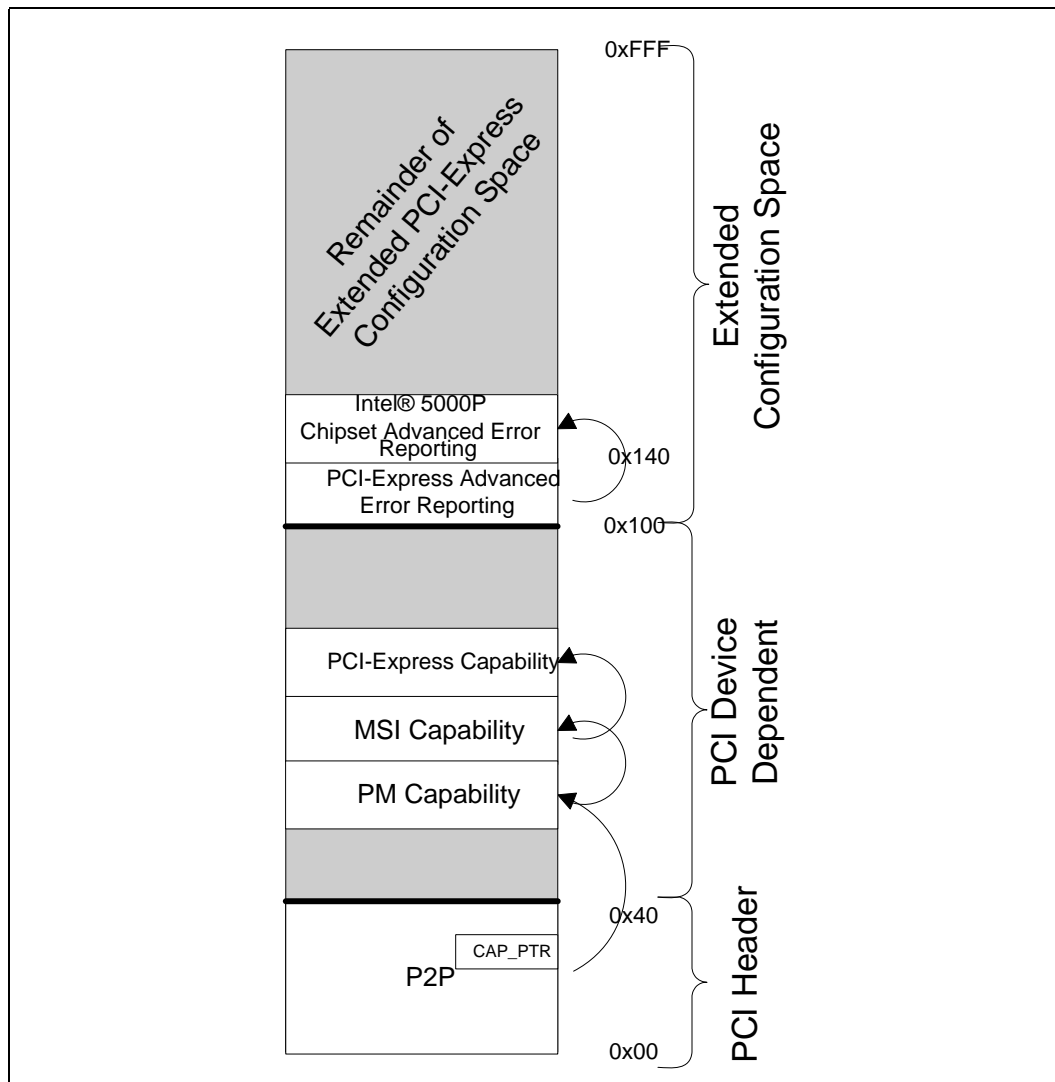 0xFFF
Remainder of
Extended PCI-Express
Configuration Space
Extended
Configuration Space
Intel® 5000P
Chipset Advanced Error
Reporting
0x140
PCI-Express Advanced
Error Reporting
0x100
PCI-Express Capability
MSI Capability
PM Capability
PCI Device
Dependent
0x40
CAP_PTR
P2P
PCI Header
0x00